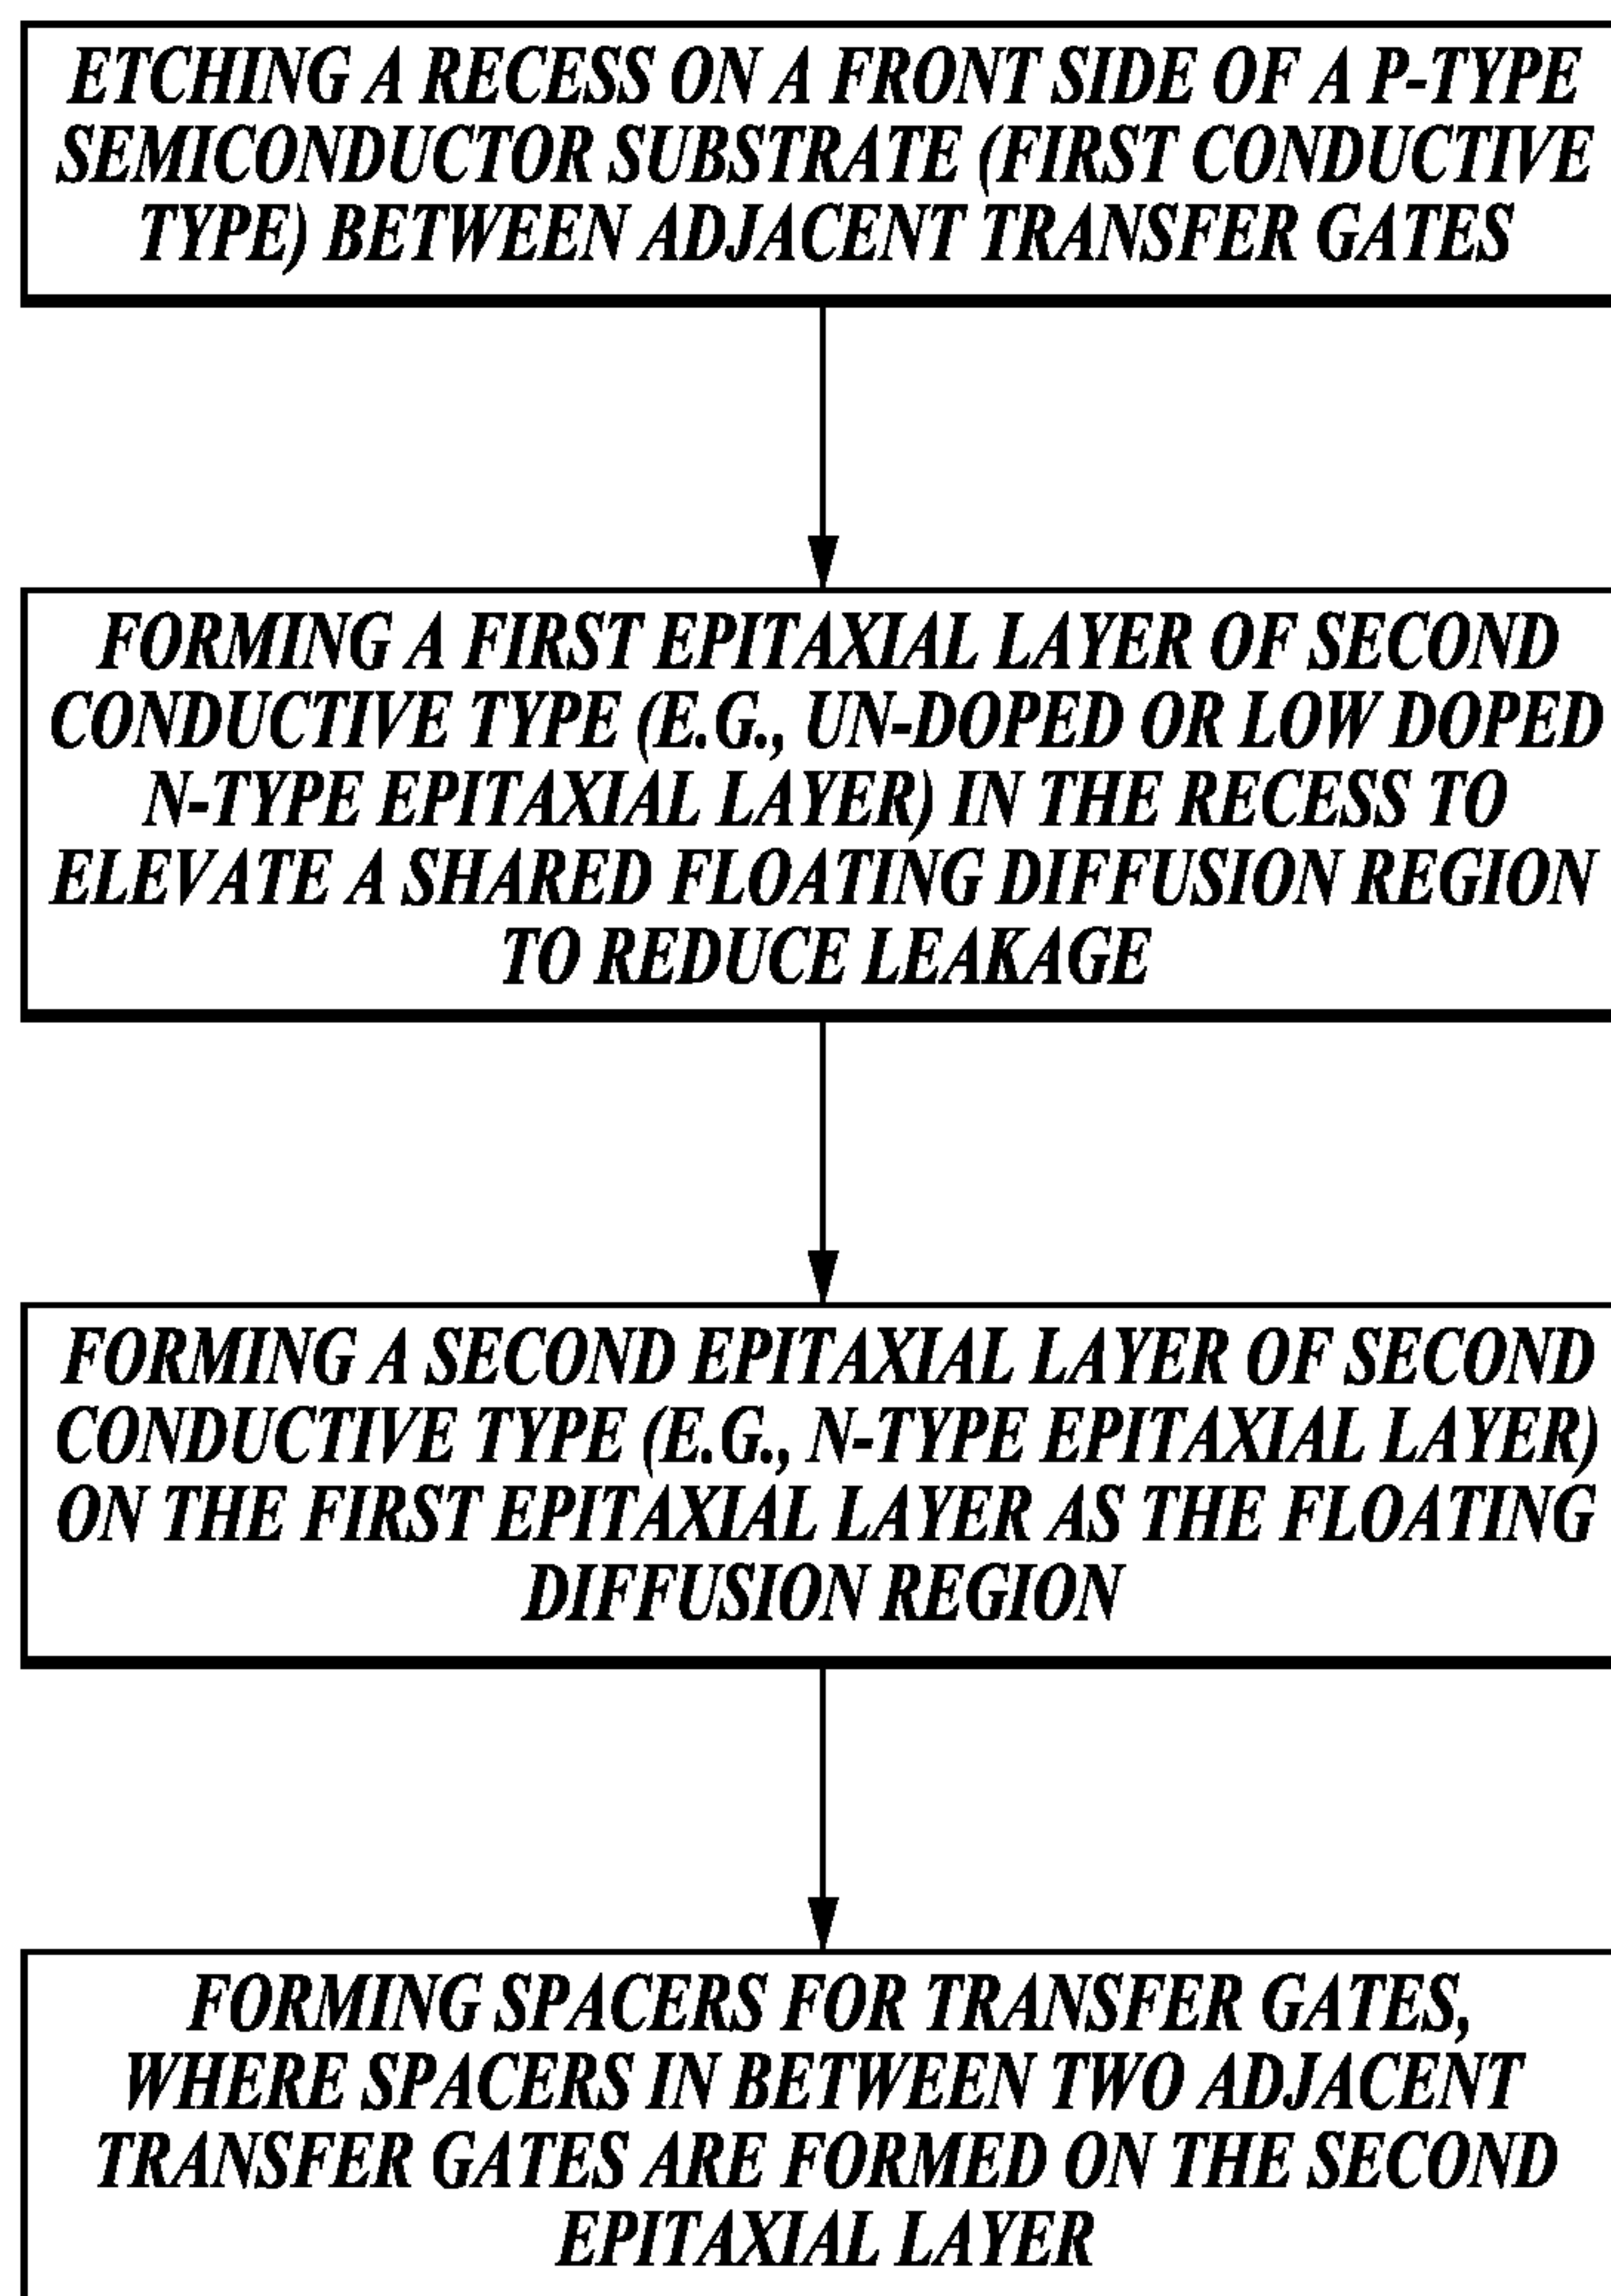 ETCHING A RECESS ON A FRONT SIDE OF A P-TYPE
SEMICONDUCTOR SUBSTRATE (FIRST CONDUCTIVE
TYPE) BETWEEN ADJACENT TRANSFER GATES
FORMING A FIRST EPITAXIAL LAYER OF SECOND
CONDUCTIVE TYPE (E.G., UN-DOPED OR LOW DOPED
N-TYPE EPITAXIAL LAYER) IN THE RECESS TO
ELEVATE A SHARED FLOATING DIFFUSION REGION
TO REDUCE LEAKAGE
FORMING A SECOND EPITAXIAL LAYER OF SECOND
CONDUCTIVE TYPE (E.G., N-TYPE EPITAXIAL LAYER)
ON THE FIRST EPITAXIAL LAYER AS THE FLOATING
DIFFUSION REGION
FORMING SPACERS FOR TRANSFER GATES,
WHERE SPACERS IN BETWEEN TWO ADJACENT
TRANSFER GATES ARE FORMED ON THE SECOND
EPITAXIAL LAYER